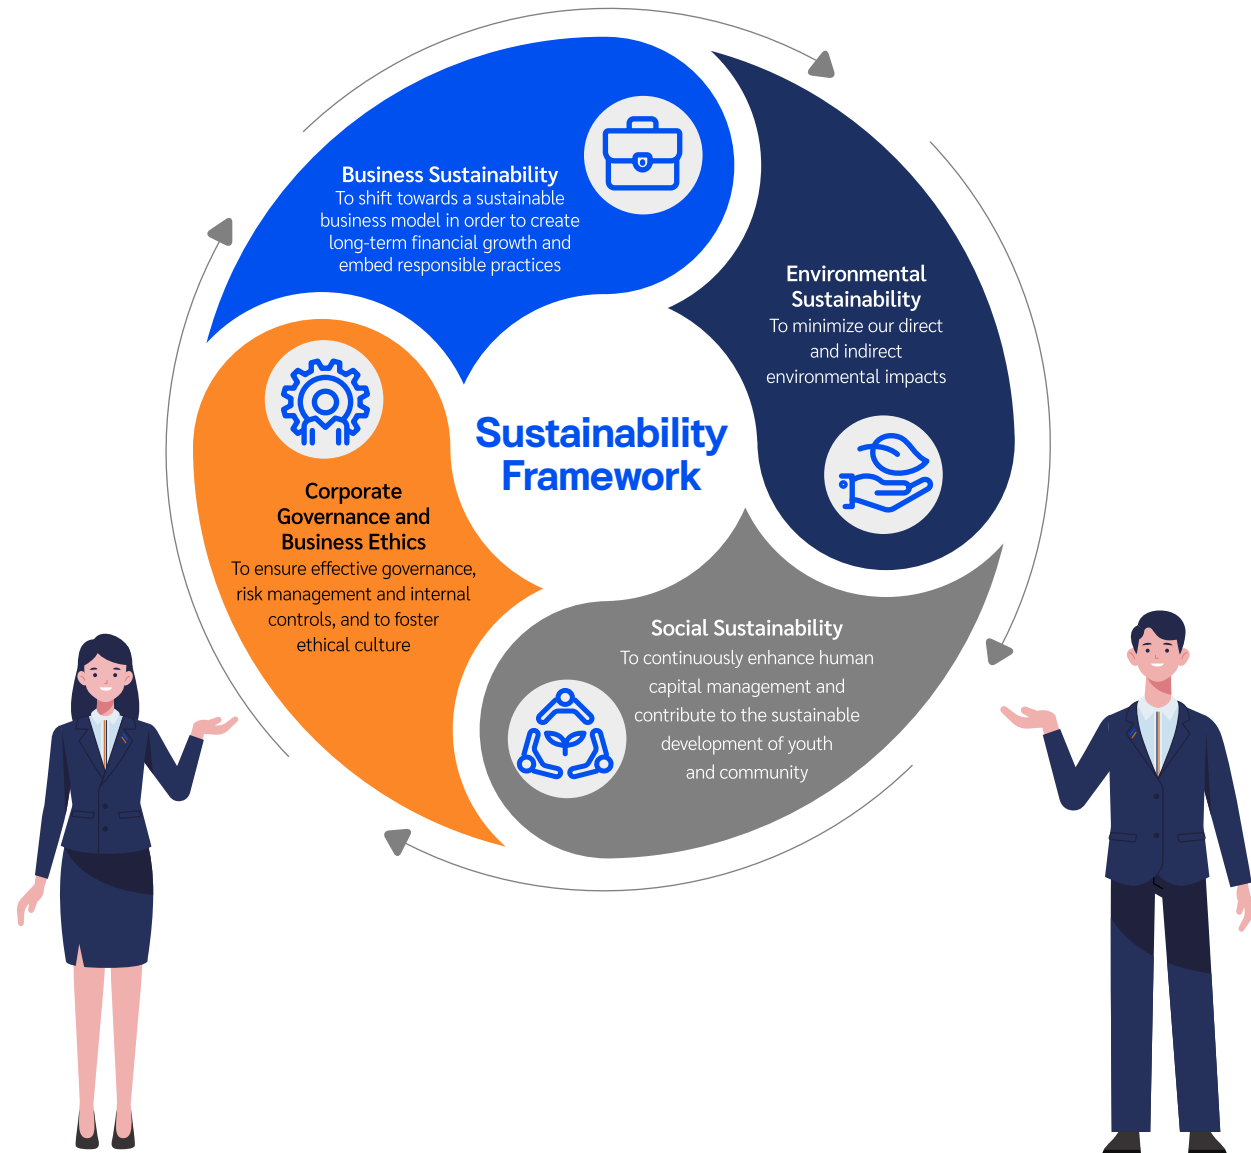 Business Sustainability
To shift towards a sustainable
business model in order to create
long-term financial growth and
embed responsible practices
Environmental
Sustainability
To minimize our direct
and indirect
environmental impacts
Sustainability
Framework
Corporate
Governance and
Business Ethics
To ensure effective governance,
risk management and internal
controls, and to foster
ethical culture
Social Sustainability
To continuously enhance human
capital management and
contribute to the sustainable
development of youth
and community